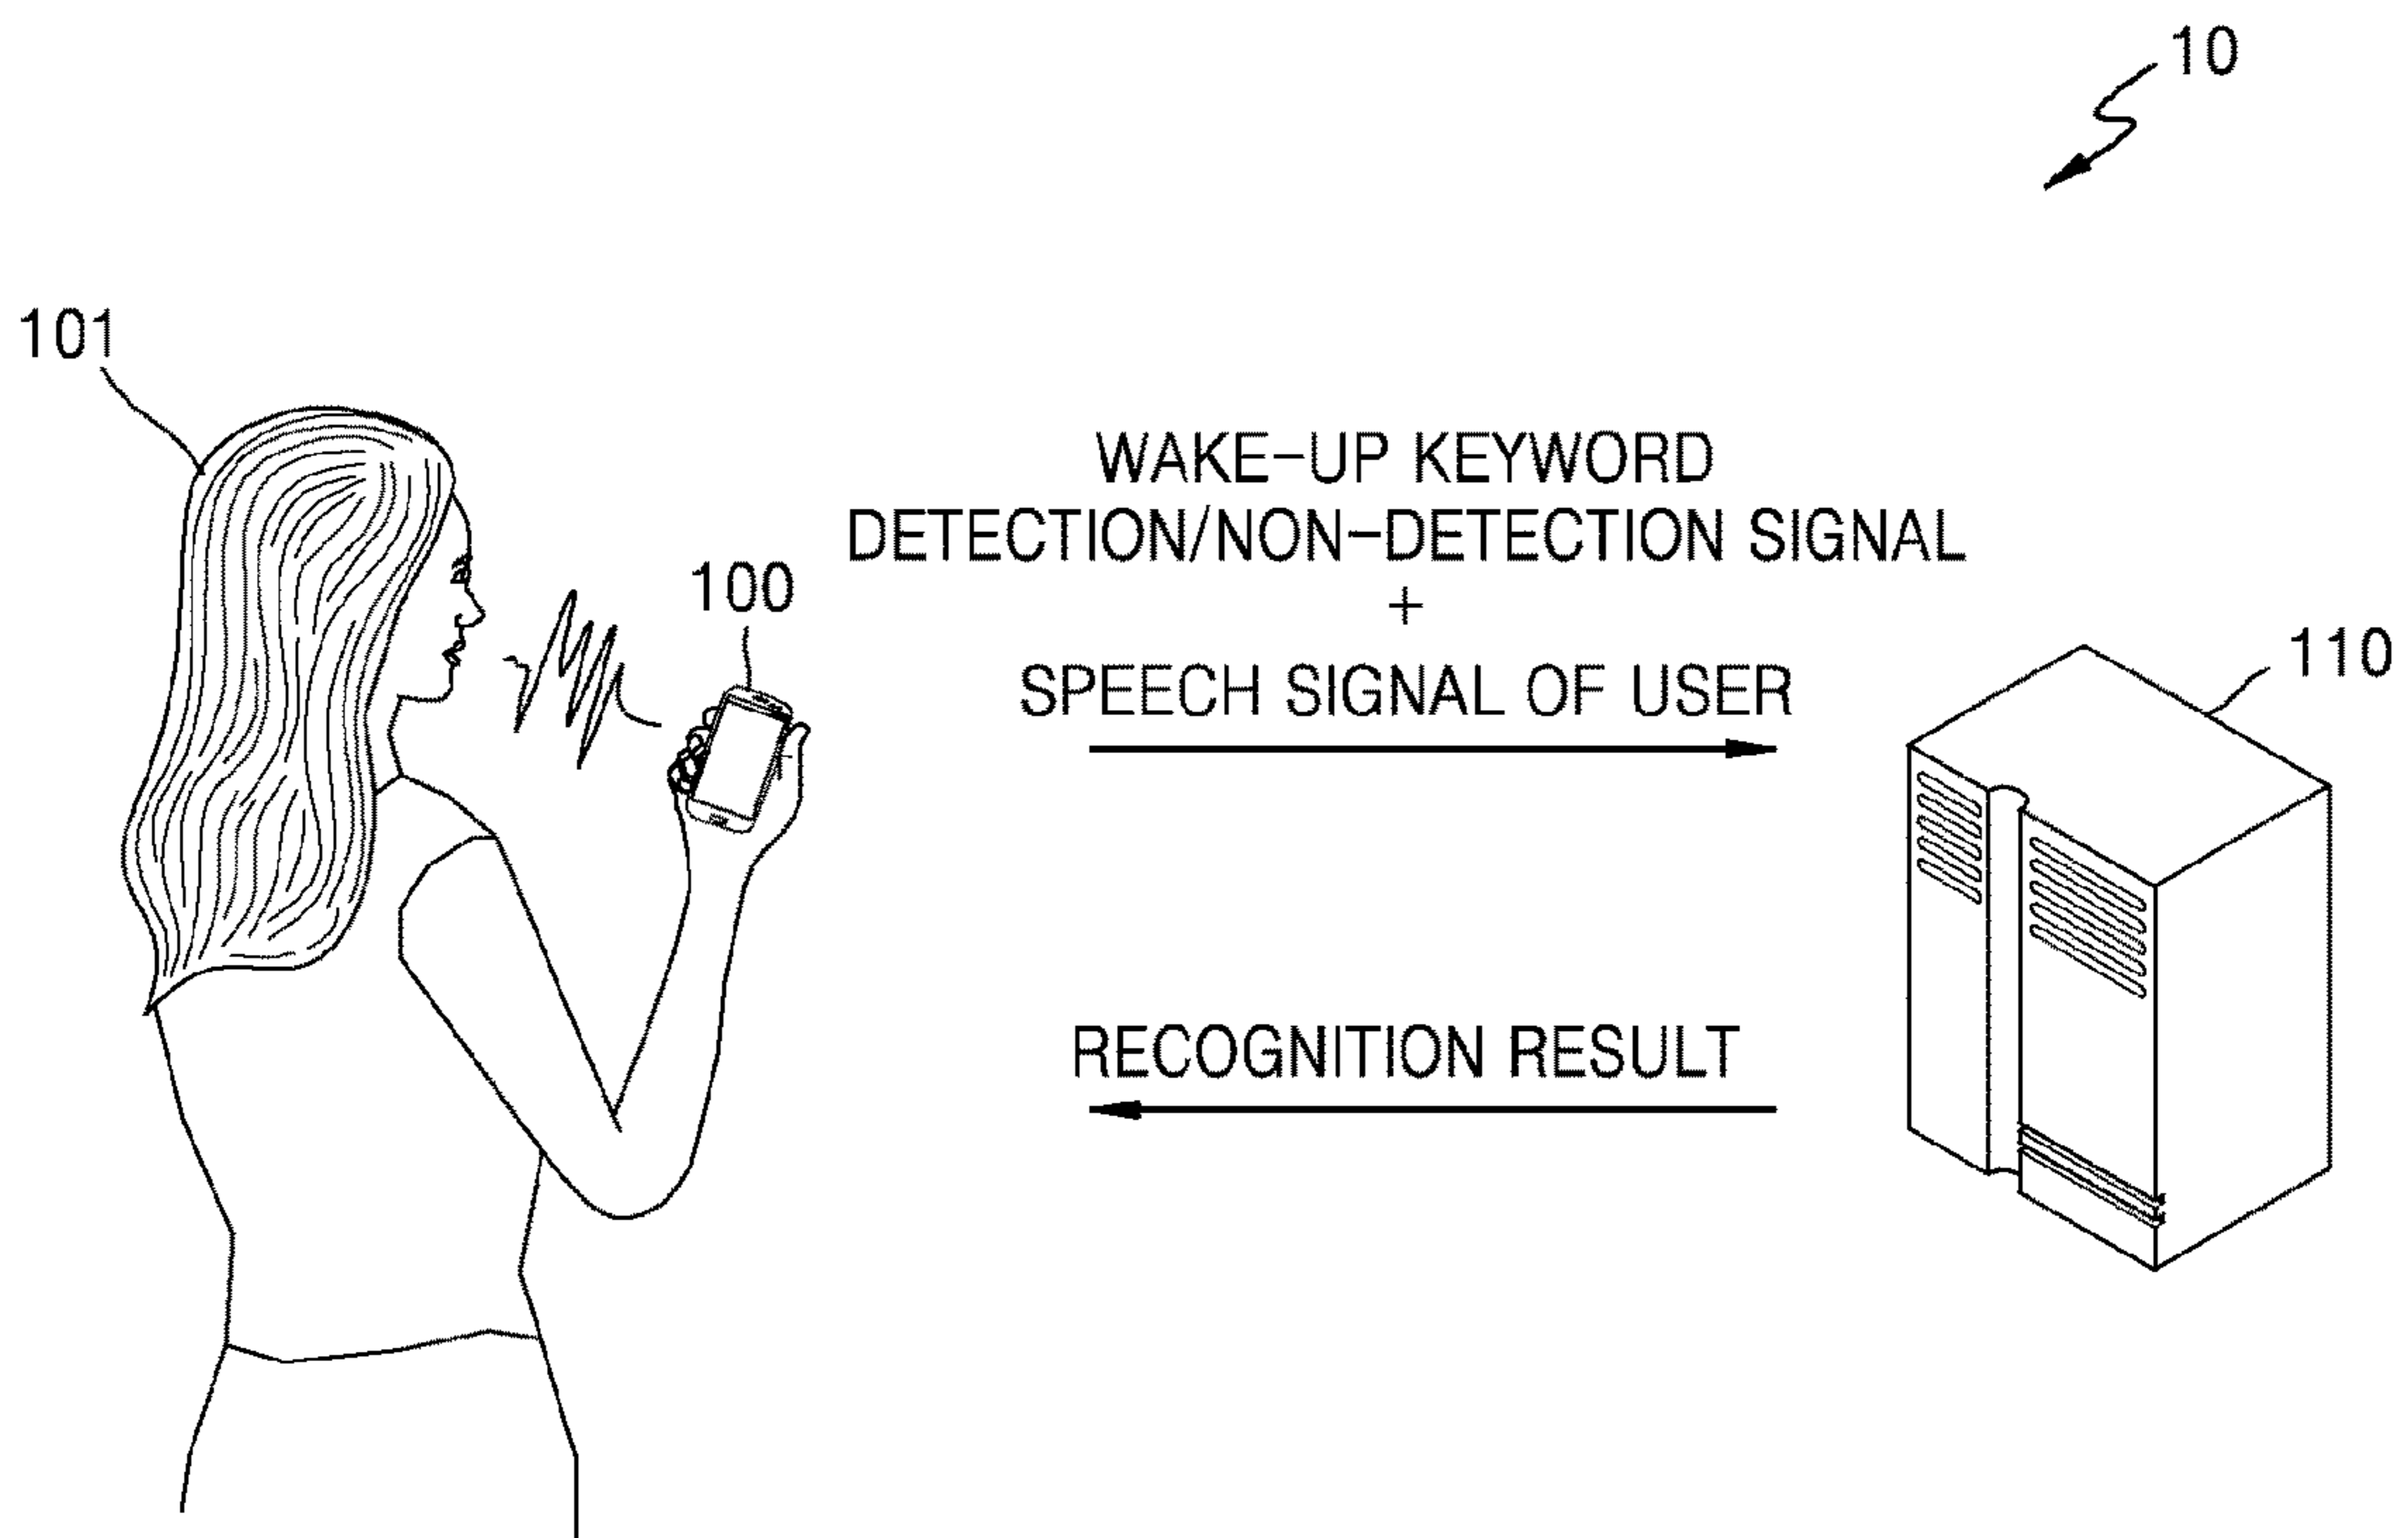 10
101
WAKE-UP KEYWORD
DETECTION/NON-DETECTION SIGNAL
100
+
110
SPEECH SIGNAL OF USER
RECOGNITION RESULT